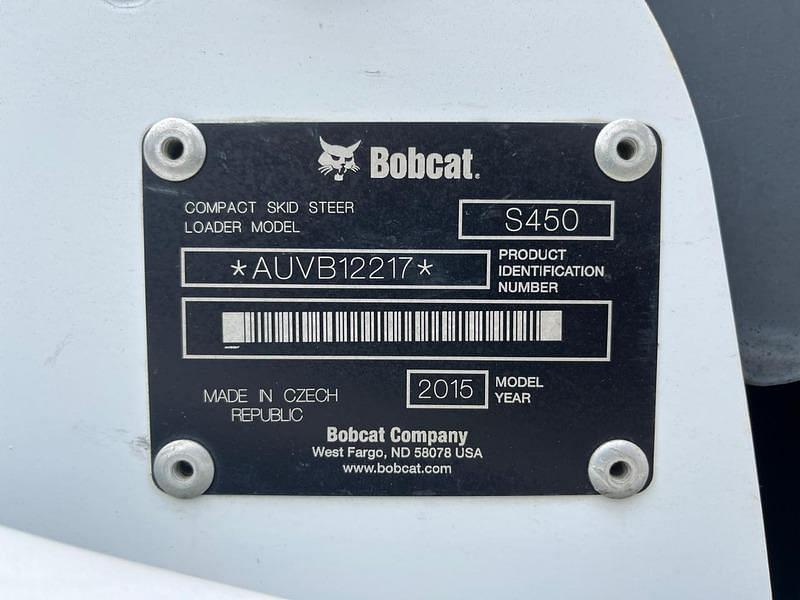 Bobcat.
COMPACT SKID STEER
LOADER MODEL
S450
*AUVB12217*
PRODUCT
IDENTIFICATION
NUMBER
MADE IN CZECH
REPUBLIC
2015
MODEL
YEAR
Bobcat Company
West Fargo, ND 58078 USA
www.bobcat.com